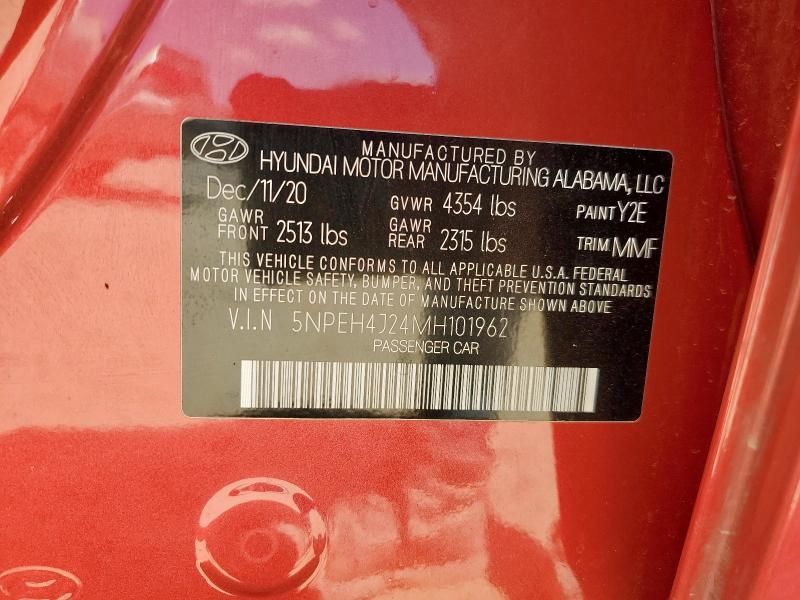 MANUFACTURED BY
HYUNDAI MOTOR MANUFACTURING ALABAMA, LLC
Dec/11/20 GVWR 4354 lbs PAINT Y2E
GAWR FRONT 2513 lbs GAWR REAR 2315 lbs TRIM MMF
THIS VEHICLE CONFORMS TO ALL APPLICABLE U.S.A. FEDERAL
MOTOR VEHICLE SAFETY, BUMPER, AND THEFT PREVENTION STANDARDS
IN EFFECT ON THE DATE OF MANUFACTURE SHOWN ABOVE
V.I.N 5NPEH4J24MH101962
PASSENGER CAR